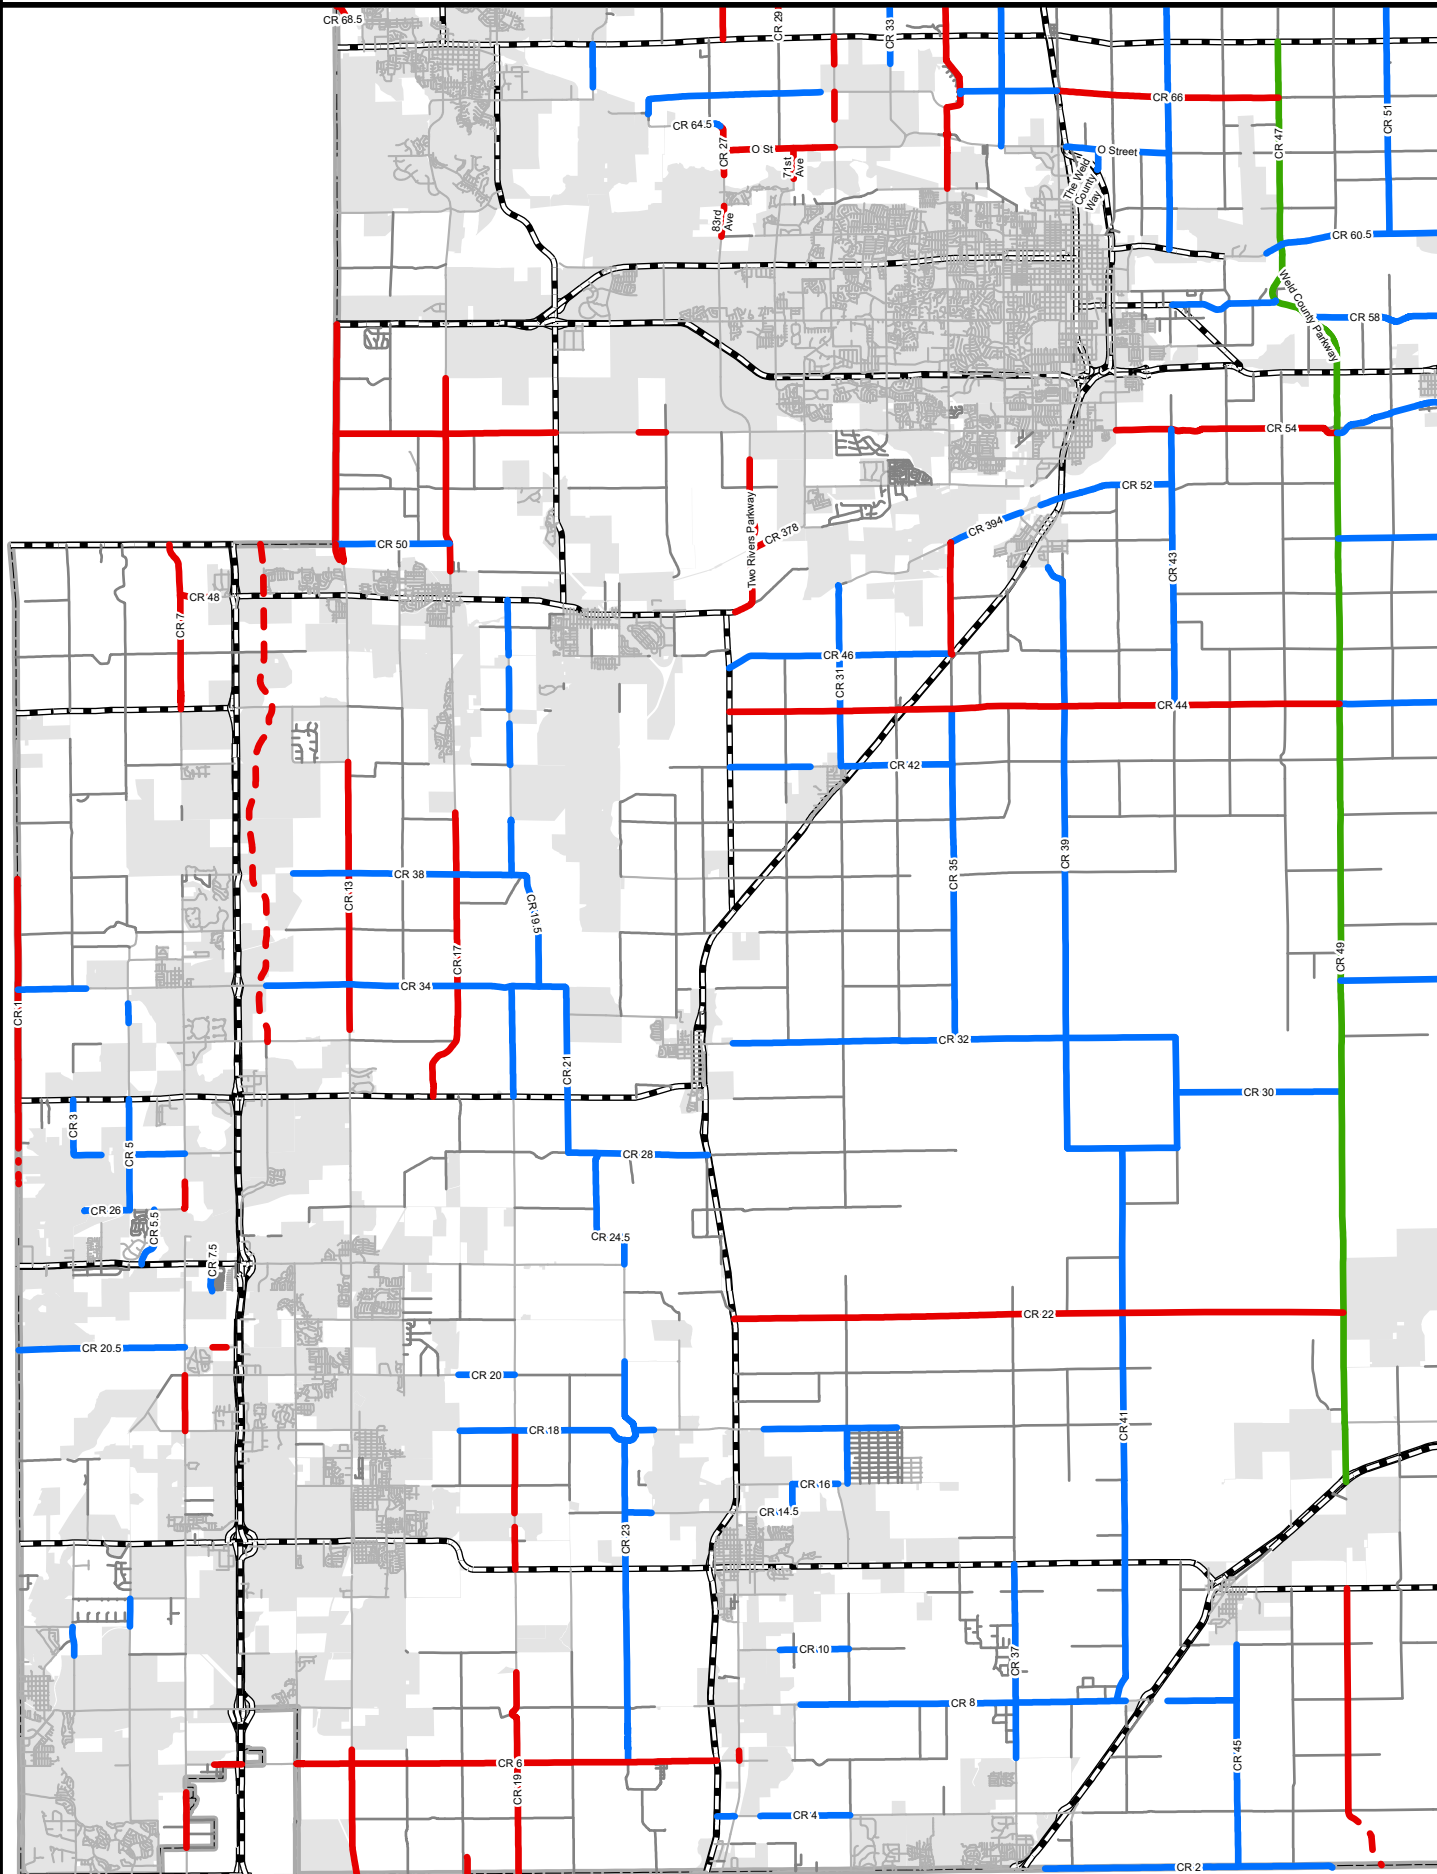 CR 68.5
CR 29
CR 33
CR 66
CR 51
CR 47
CR 64.5
CR 27
O St
71st
Ave
O Street
The Weld
County
Way
83rd
Ave
CR 60.5
Weld County Parkway
CR 58
CR 54
CR 52
CR 394
CR 378
Two Rivers Parkway
CR 50
CR 43
CR 48
CR 7
CR 46
CR 31
CR 44
CR 42
CR 39
CR 35
CR 38
CR 13
CR 19.5
CR 17
CR 49
CR 34
CR 1
CR 32
CR 21
CR 30
CR 3
CR 5
CR 28
CR 26
CR 5.5
CR 24.5
CR 7.5
CR 22
CR 20.5
CR 20
CR 18
CR 41
CR 16
CR 14.5
CR 23
CR 10
CR 37
CR 8
CR 6
CR 19
CR 45
CR 4
CR 2